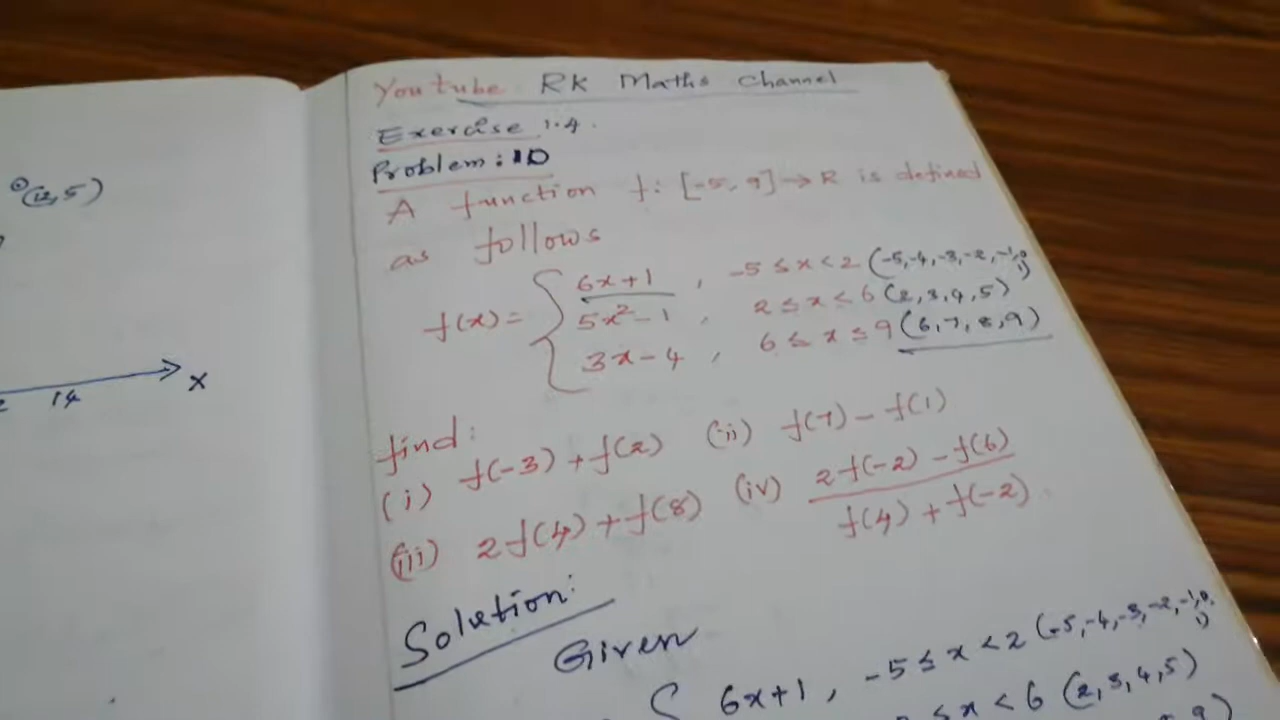 (12,5)
14
X
Youtube RK Maths Channel
Exercise 1.4.
Problem: 10
A function f: [-5, 9] → R is defined
as follows
f(x) = { 6x+1 , -5 ≤ x < 2 (-5,-4,-3,-2,-1,0,1)
5x²-1 , 2 ≤ x < 6 (2,3,4,5)
3x-4 , 6 ≤ x ≤ 9 (6,7,8,9)
find:
(i) f(-3) + f(2) (ii) f(7) - f(1)
(iii) 2f(4) + f(8) (iv) 2f(-2) - f(6) / f(4) + f(-2)
Solution:
Given
6x+1 , -5 ≤ x < 2 (-5,-4,-3,-2,-1,0,1)
≤ x < 6 (2,3,4,5)
9)